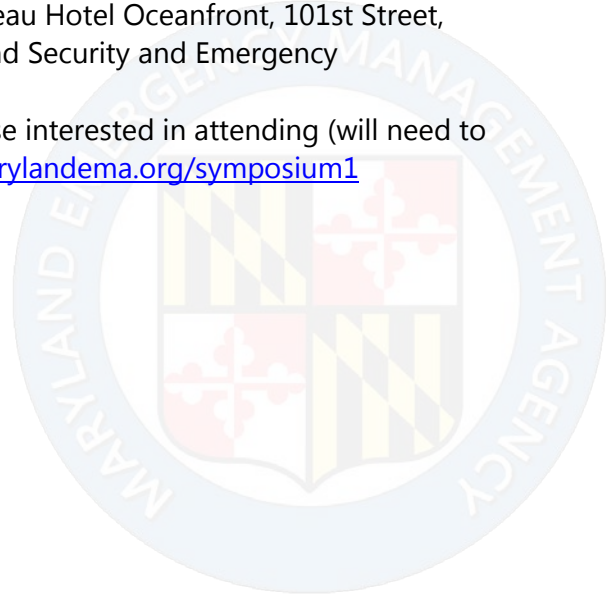 eau Hotel Oceanfront, 101st Street,
nd Security and Emergency
se interested in attending (will need to
rylandema.org/symposium1
MARYLAND EMERGENCY MANAGEMENT AGENCY